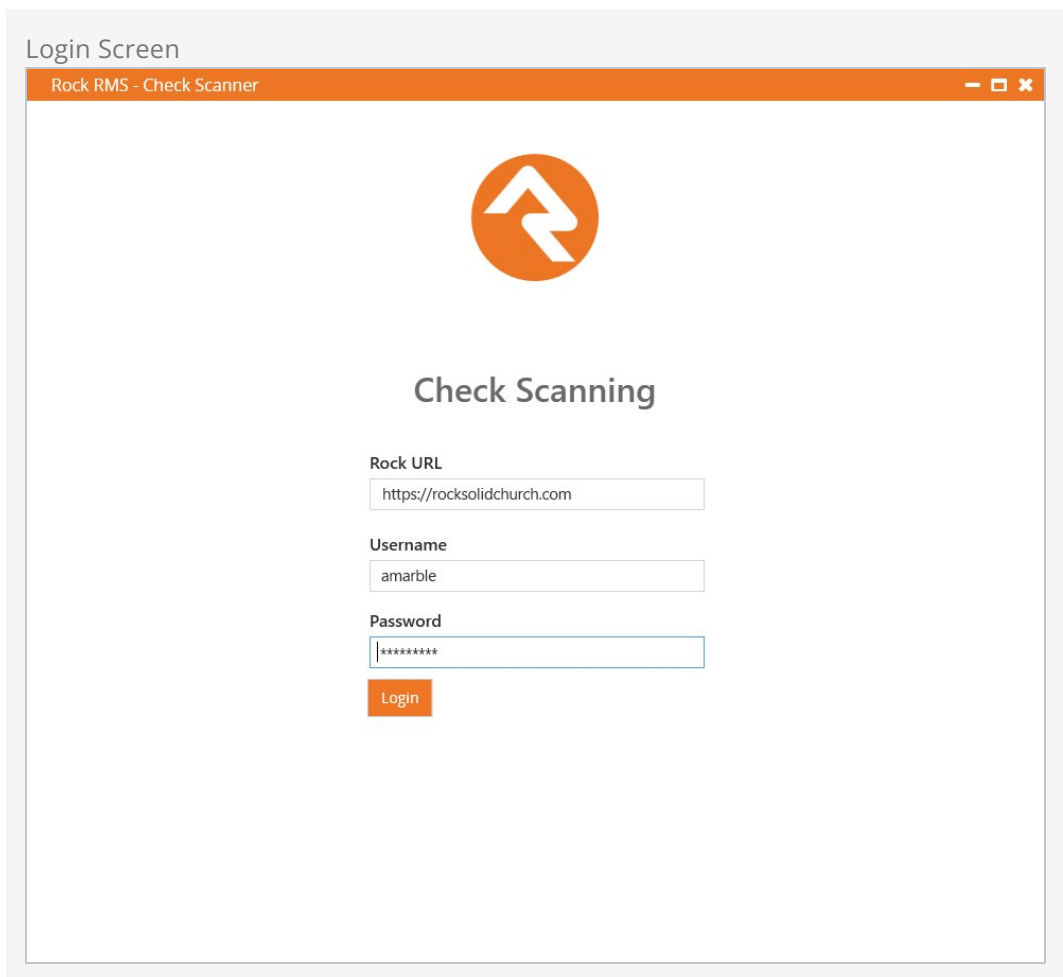 Login Screen
Rock RMS - Check Scanner
Check Scanning
Rock URL
https://rocksolidchurch.com
Username
amarble
Password
*********
Login